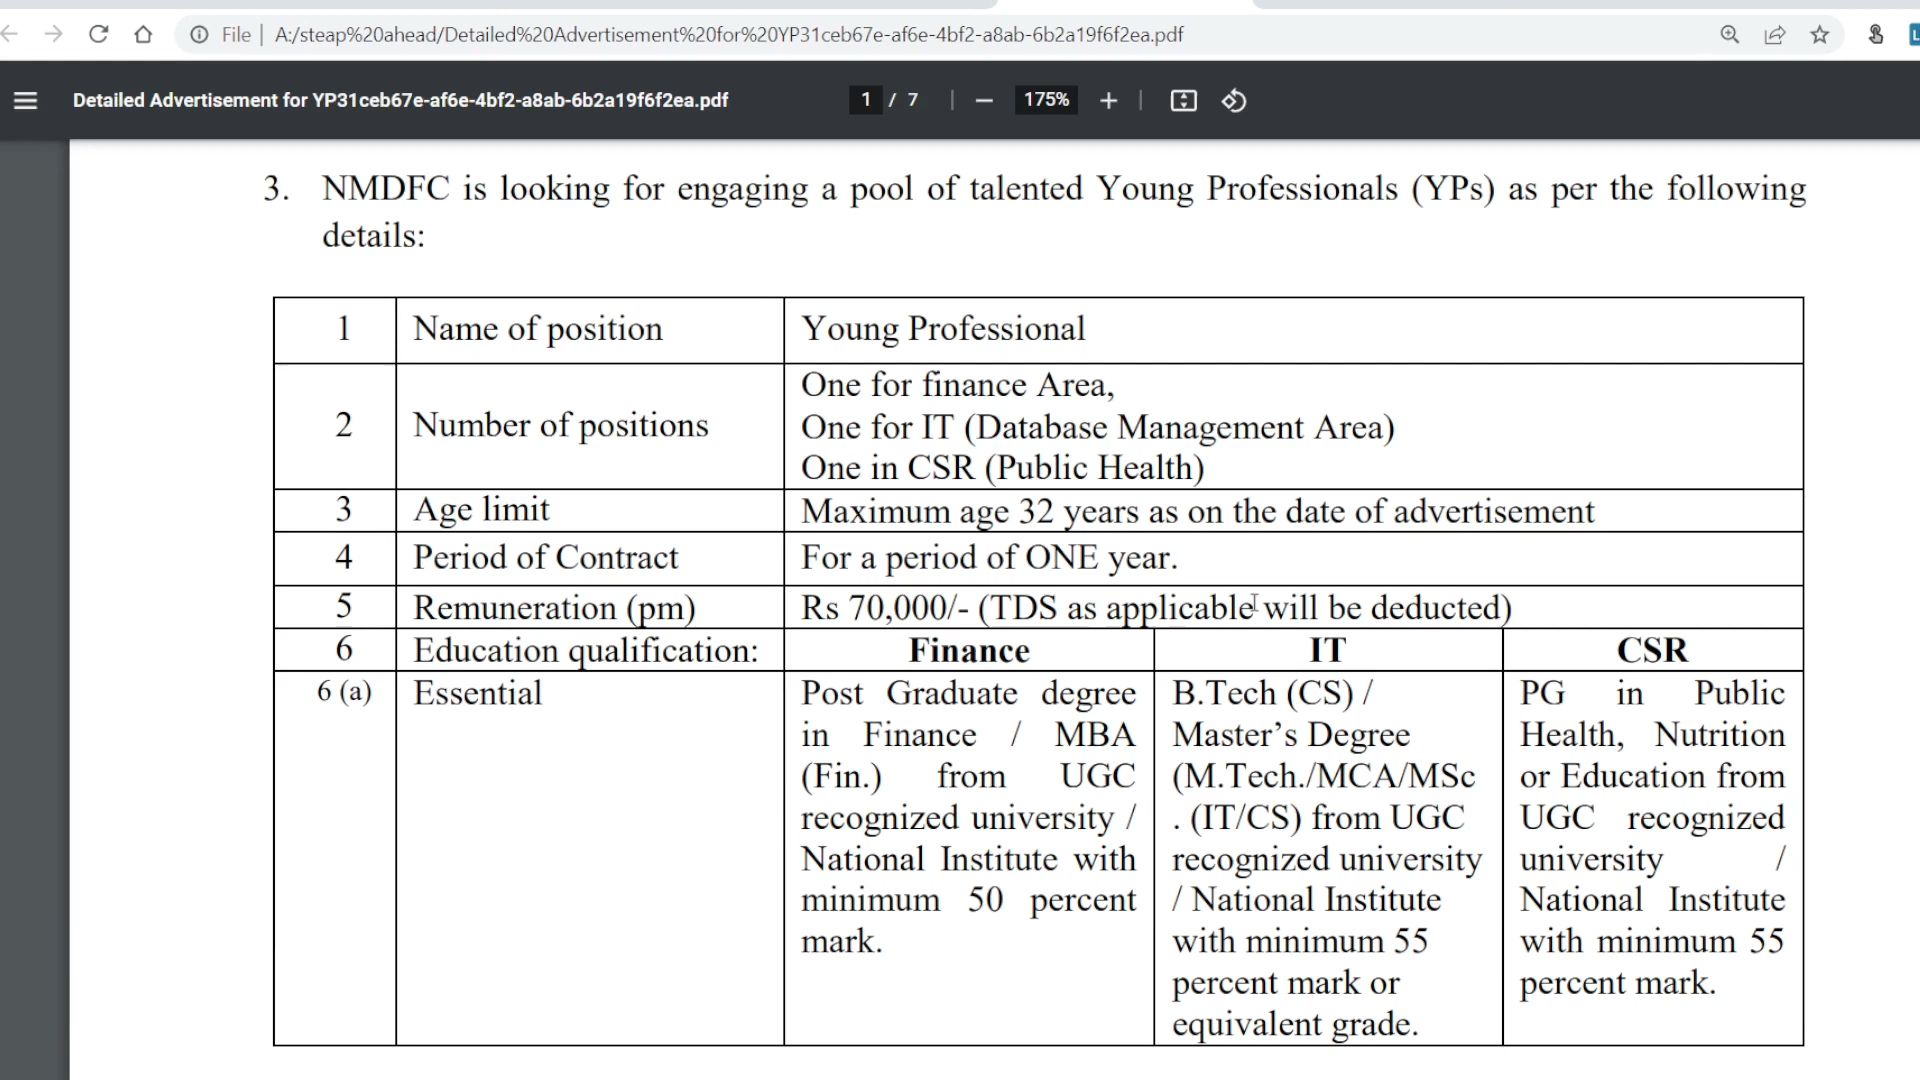 File | A:/steap%20ahead/Detailed%20Advertisement%20for%20YP31ceb67e-af6e-4bf2-a8ab-6b2a19f6f2ea.pdf
Detailed Advertisement for YP31ceb67e-af6e-4bf2-a8ab-6b2a19f6f2ea.pdf 1 / 7 | − 175% + |
3. NMDFC is looking for engaging a pool of talented Young Professionals (YPs) as per the following
details:
1 Name of position Young Professional
2 Number of positions
One for finance Area,
One for IT (Database Management Area)
One in CSR (Public Health)
3 Age limit Maximum age 32 years as on the date of advertisement
4 Period of Contract For a period of ONE year.
5 Remuneration (pm) Rs 70,000/- (TDS as applicable will be deducted)
6 Education qualification: Finance IT CSR
6 (a) Essential
Post Graduate degree
in Finance / MBA
(Fin.) from UGC
recognized university /
National Institute with
minimum 50 percent
mark.
B.Tech (CS) /
Master’s Degree
(M.Tech./MCA/MSc
. (IT/CS) from UGC
recognized university
/ National Institute
with minimum 55
percent mark or
equivalent grade.
PG in Public
Health, Nutrition
or Education from
UGC recognized
university /
National Institute
with minimum 55
percent mark.